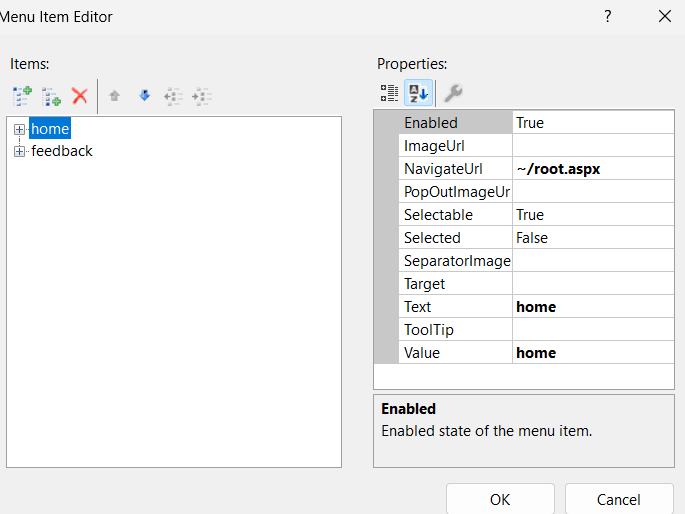 Menu Item Editor
?
Items:
Properties:
home
feedback
Enabled True
ImageUrl
NavigateUrl ~/root.aspx
PopOutImageUr
Selectable True
Selected False
SeparatorImage
Target
Text home
ToolTip
Value home
Enabled
Enabled state of the menu item.
OK
Cancel